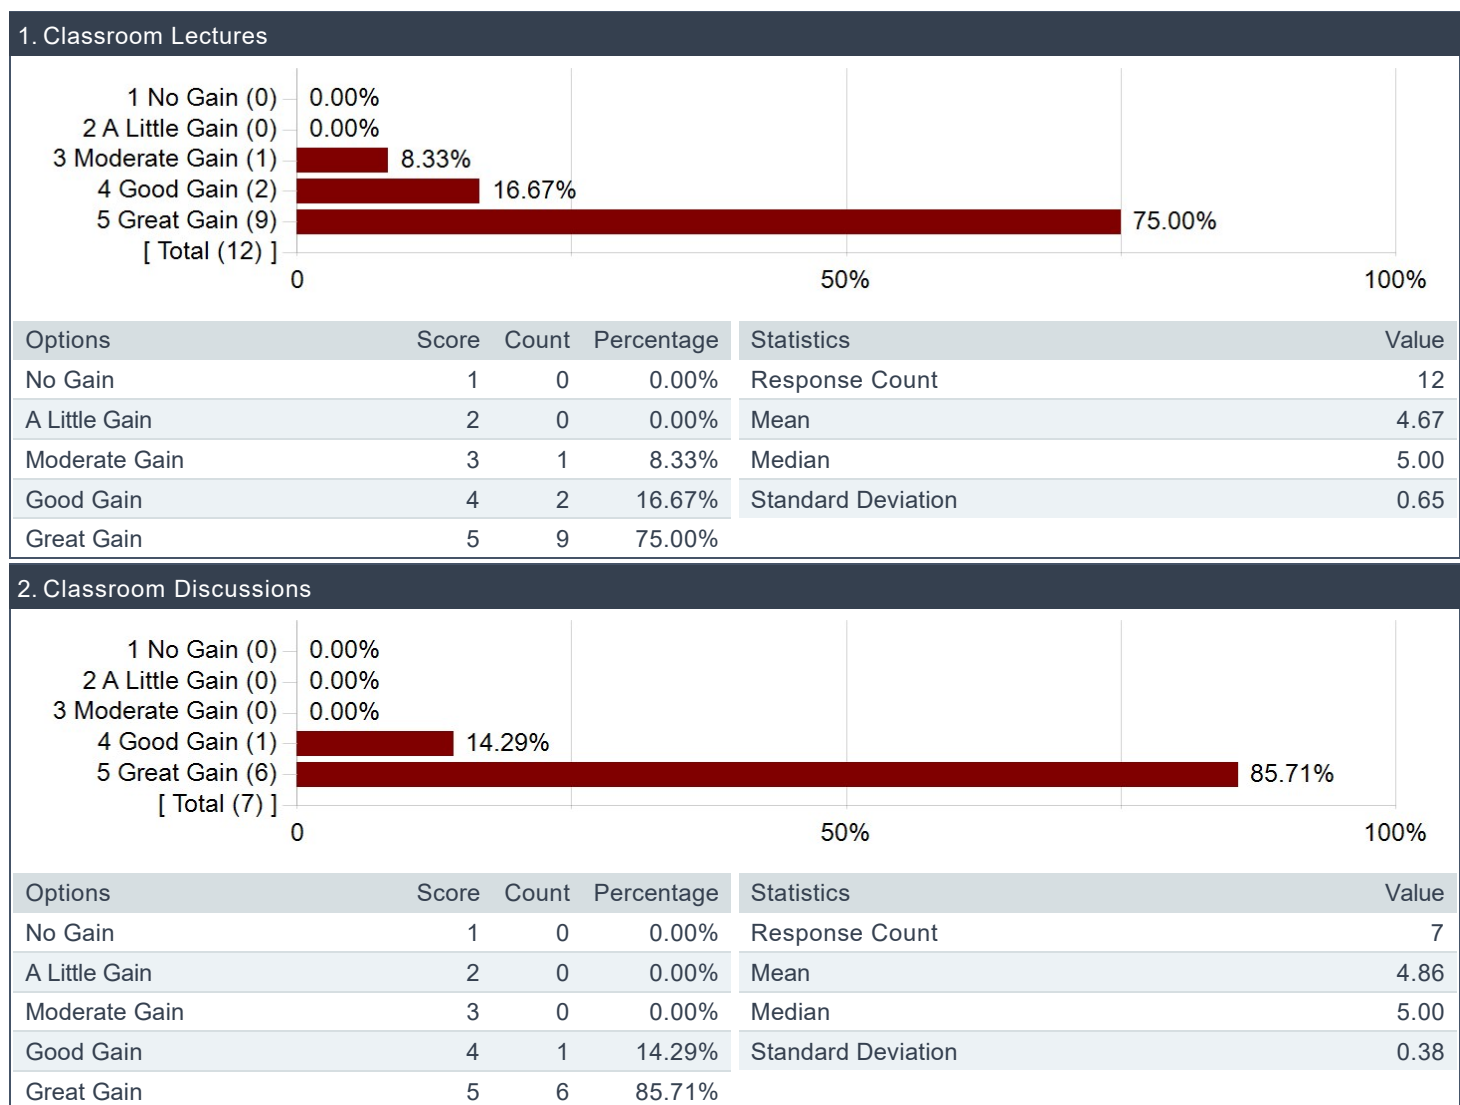 1. Classroom Lectures
1 No Gain (0) 0.00%
2 A Little Gain (0) 0.00%
3 Moderate Gain (1) 8.33%
4 Good Gain (2) 16.67%
5 Great Gain (9) 75.00%
[ Total (12) ]
0 50% 100%
Options Score Count Percentage Statistics Value
No Gain 1 0 0.00% Response Count 12
A Little Gain 2 0 0.00% Mean 4.67
Moderate Gain 3 1 8.33% Median 5.00
Good Gain 4 2 16.67% Standard Deviation 0.65
Great Gain 5 9 75.00%
2. Classroom Discussions
1 No Gain (0) 0.00%
2 A Little Gain (0) 0.00%
3 Moderate Gain (0) 0.00%
4 Good Gain (1) 14.29%
5 Great Gain (6) 85.71%
[ Total (7) ]
0 50% 100%
Options Score Count Percentage Statistics Value
No Gain 1 0 0.00% Response Count 7
A Little Gain 2 0 0.00% Mean 4.86
Moderate Gain 3 0 0.00% Median 5.00
Good Gain 4 1 14.29% Standard Deviation 0.38
Great Gain 5 6 85.71%